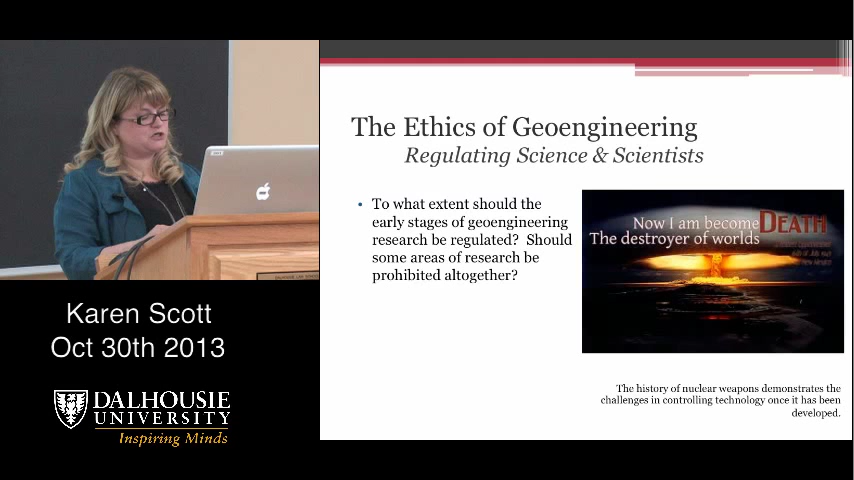 The Ethics of Geoengineering
Regulating Science & Scientists
• To what extent should the
early stages of geoengineering
research be regulated? Should
some areas of research be
prohibited altogether?
Now I am become DEATH
The destroyer of worlds
The history of nuclear weapons demonstrates the
challenges in controlling technology once it has been
developed.
Karen Scott
Oct 30th 2013
DALHOUSIE
UNIVERSITY
Inspiring Minds